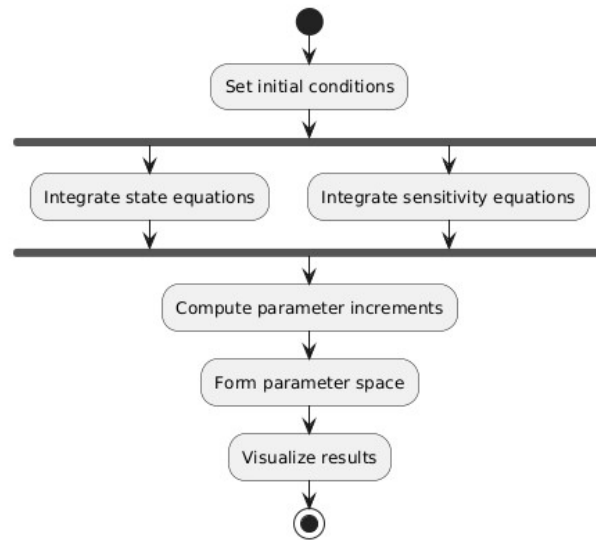 Set initial conditions
Integrate state equations
Integrate sensitivity equations
Compute parameter increments
Form parameter space
Visualize results